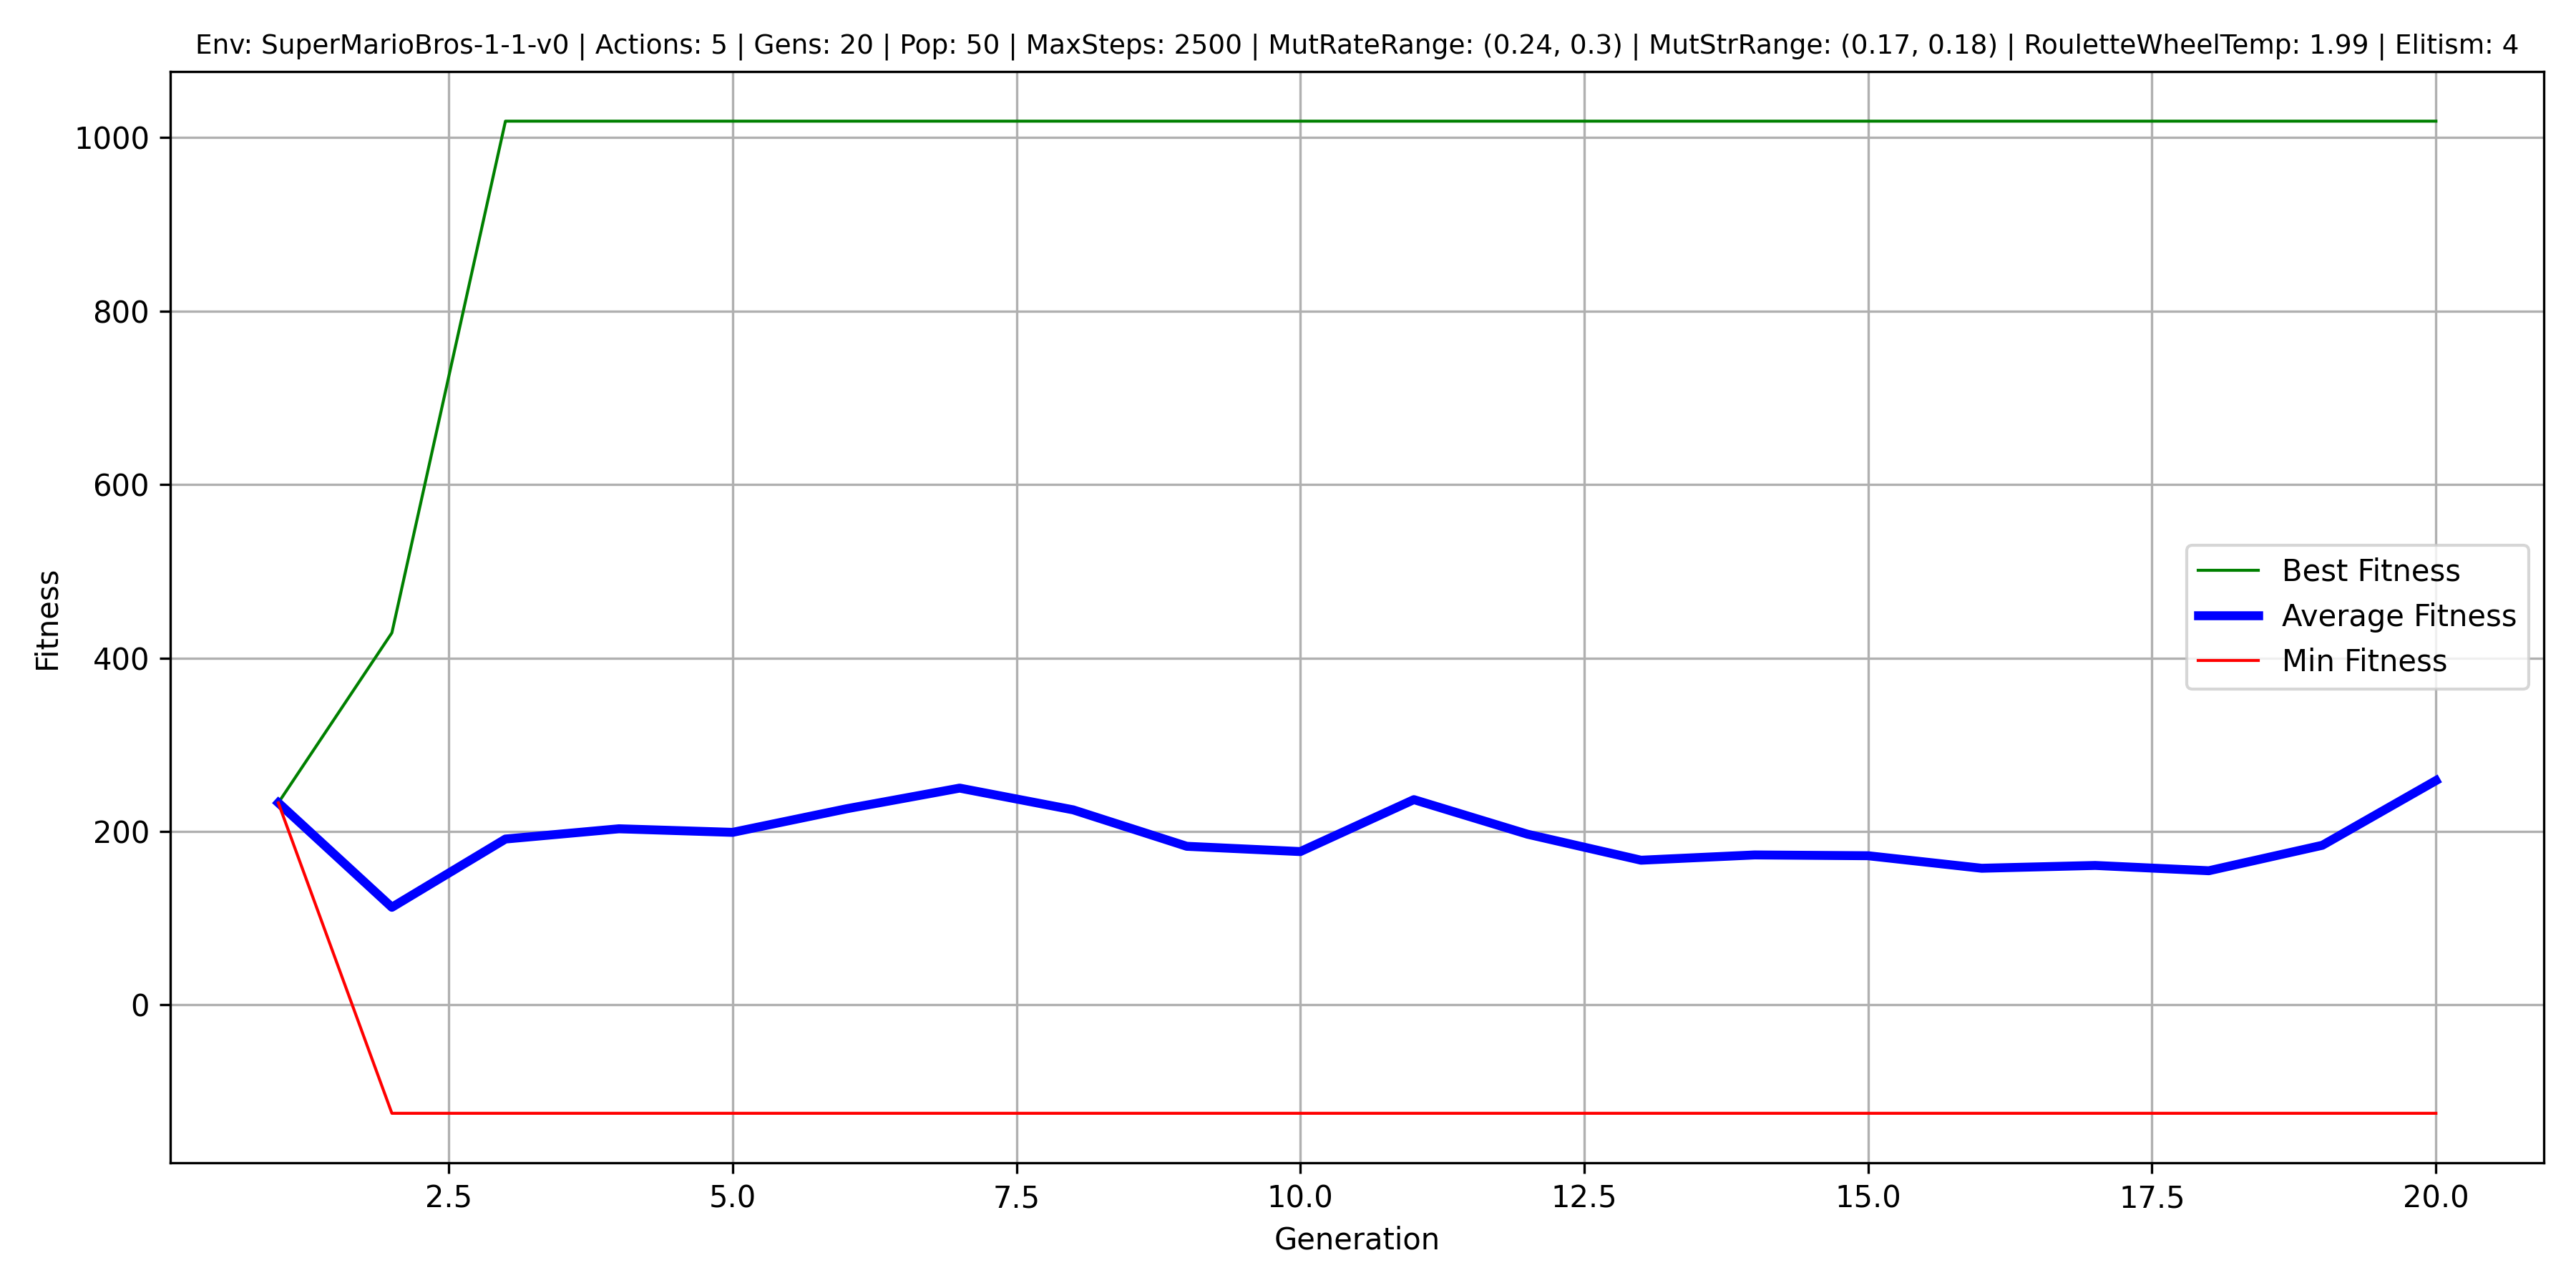 Env: SuperMarioBros-1-1-v0 | Actions: 5 | Gens: 20 | Pop: 50 | MaxSteps: 2500 | MutRateRange: (0.24, 0.3) | MutStrRange: (0.17, 0.18) | RouletteWheelTemp: 1.99 | Elitism: 4
1000
800
600
400
200
0
Fitness
Best Fitness
Average Fitness
Min Fitness
2.5 5.0 7.5 10.0 12.5 15.0 17.5 20.0
Generation